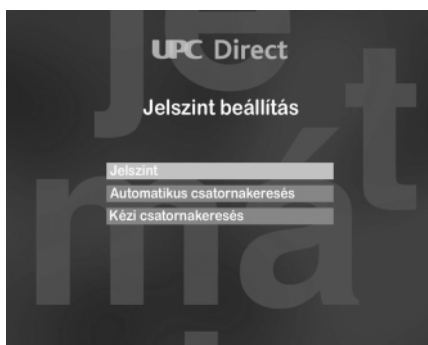 UPC Direct
Jelszint beállítás
Jelszint
Automatikus csatornakeresés
Kézi csatornakeresés